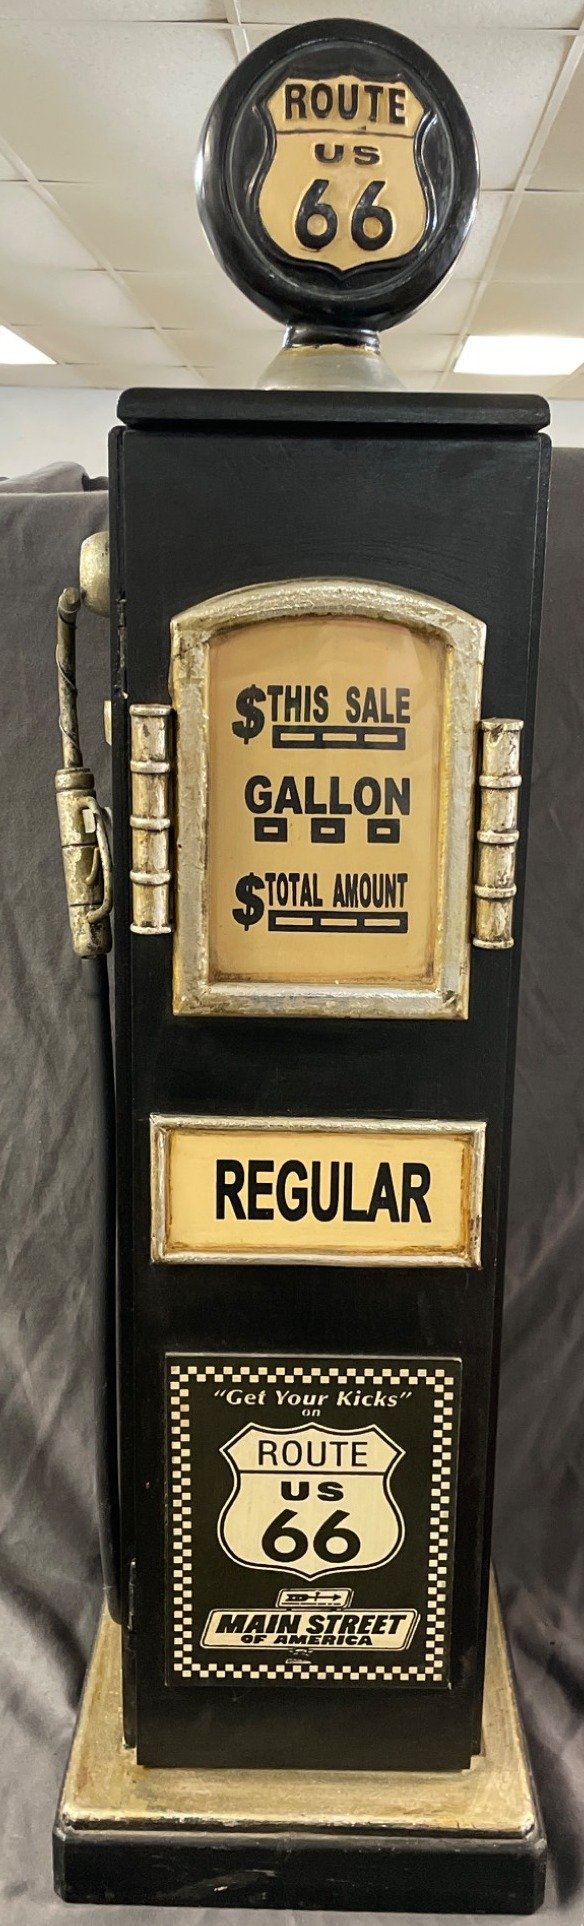 ROUTE
US
66
$THIS SALE
GALLON
$TOTAL AMOUNT
REGULAR
"Get Your Kicks"
on
ROUTE
US
66
MAIN STREET
OF AMERICA